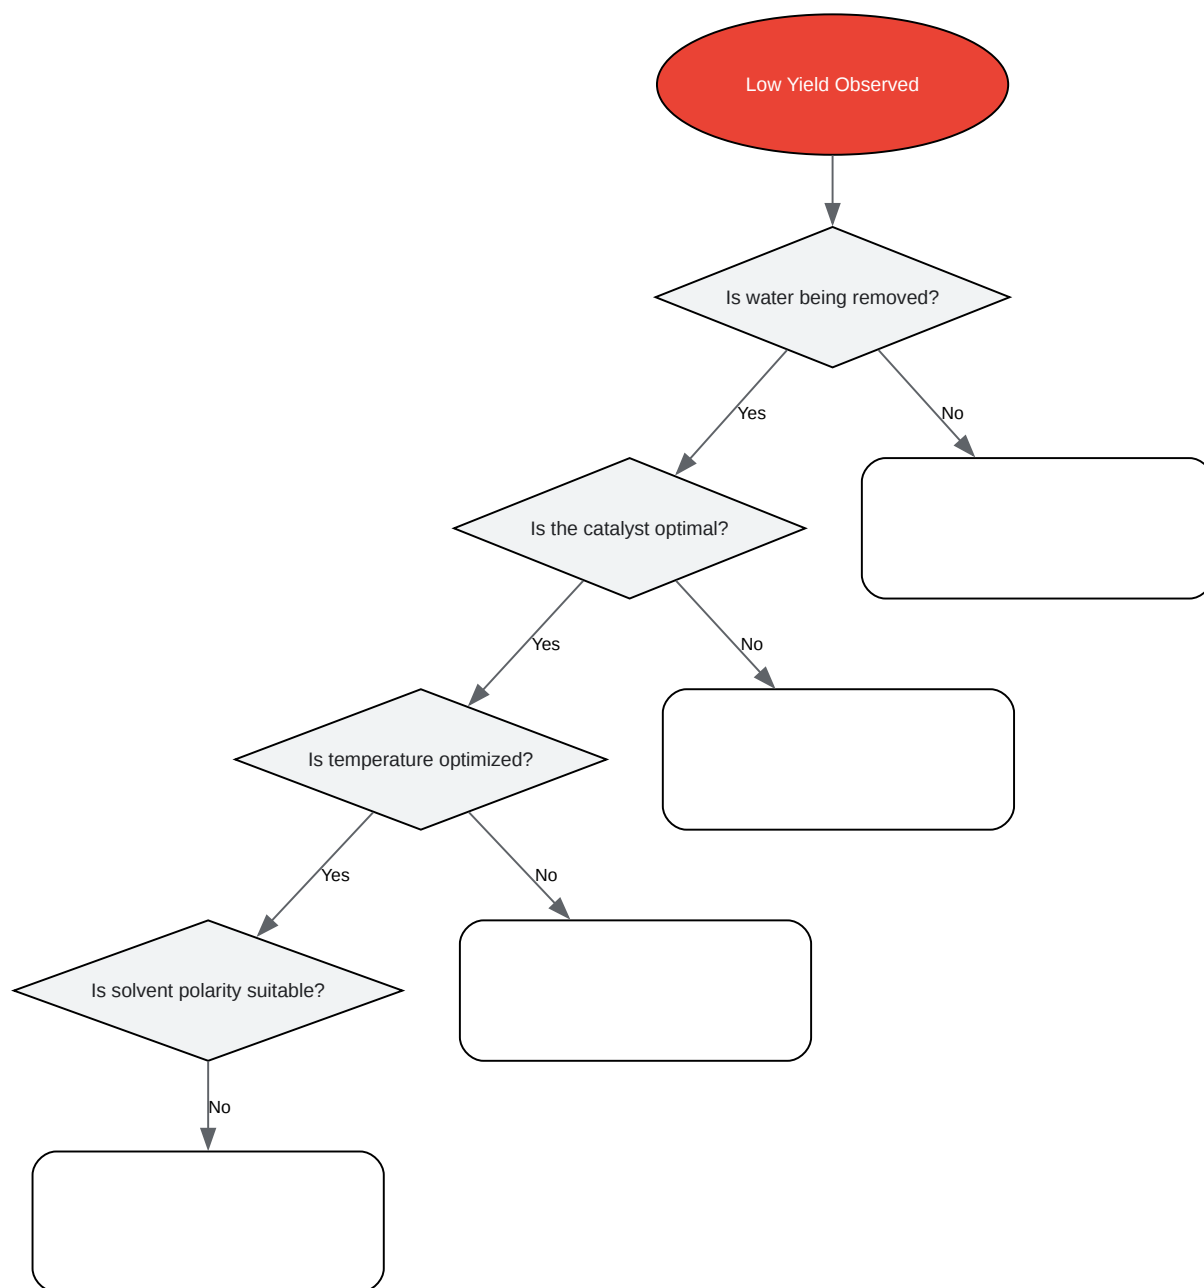 Low Yield Observed
Is water being removed?
Yes
No
Is the catalyst optimal?
Yes
No
Is temperature optimized?
Yes
No
Is solvent polarity suitable?
No